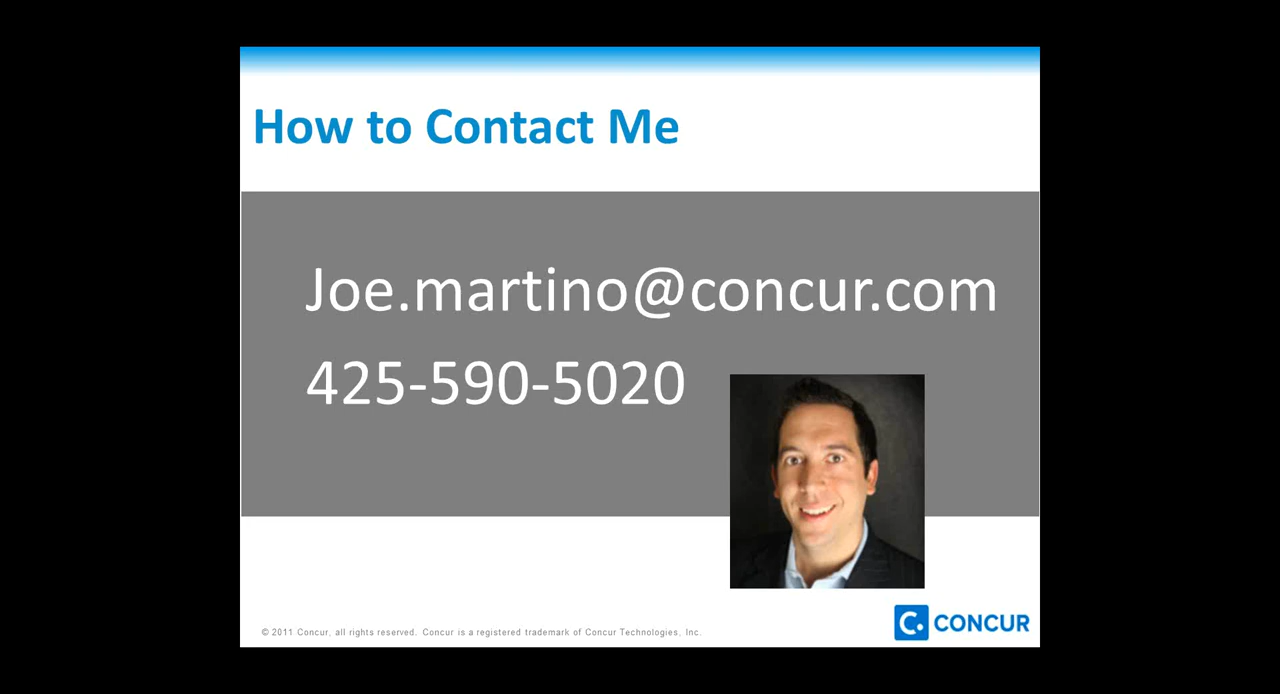 How to Contact Me
Joe.martino@concur.com
425-590-5020
© 2011 Concur, all rights reserved. Concur is a registered trademark of Concur Technologies, Inc.
C. CONCUR